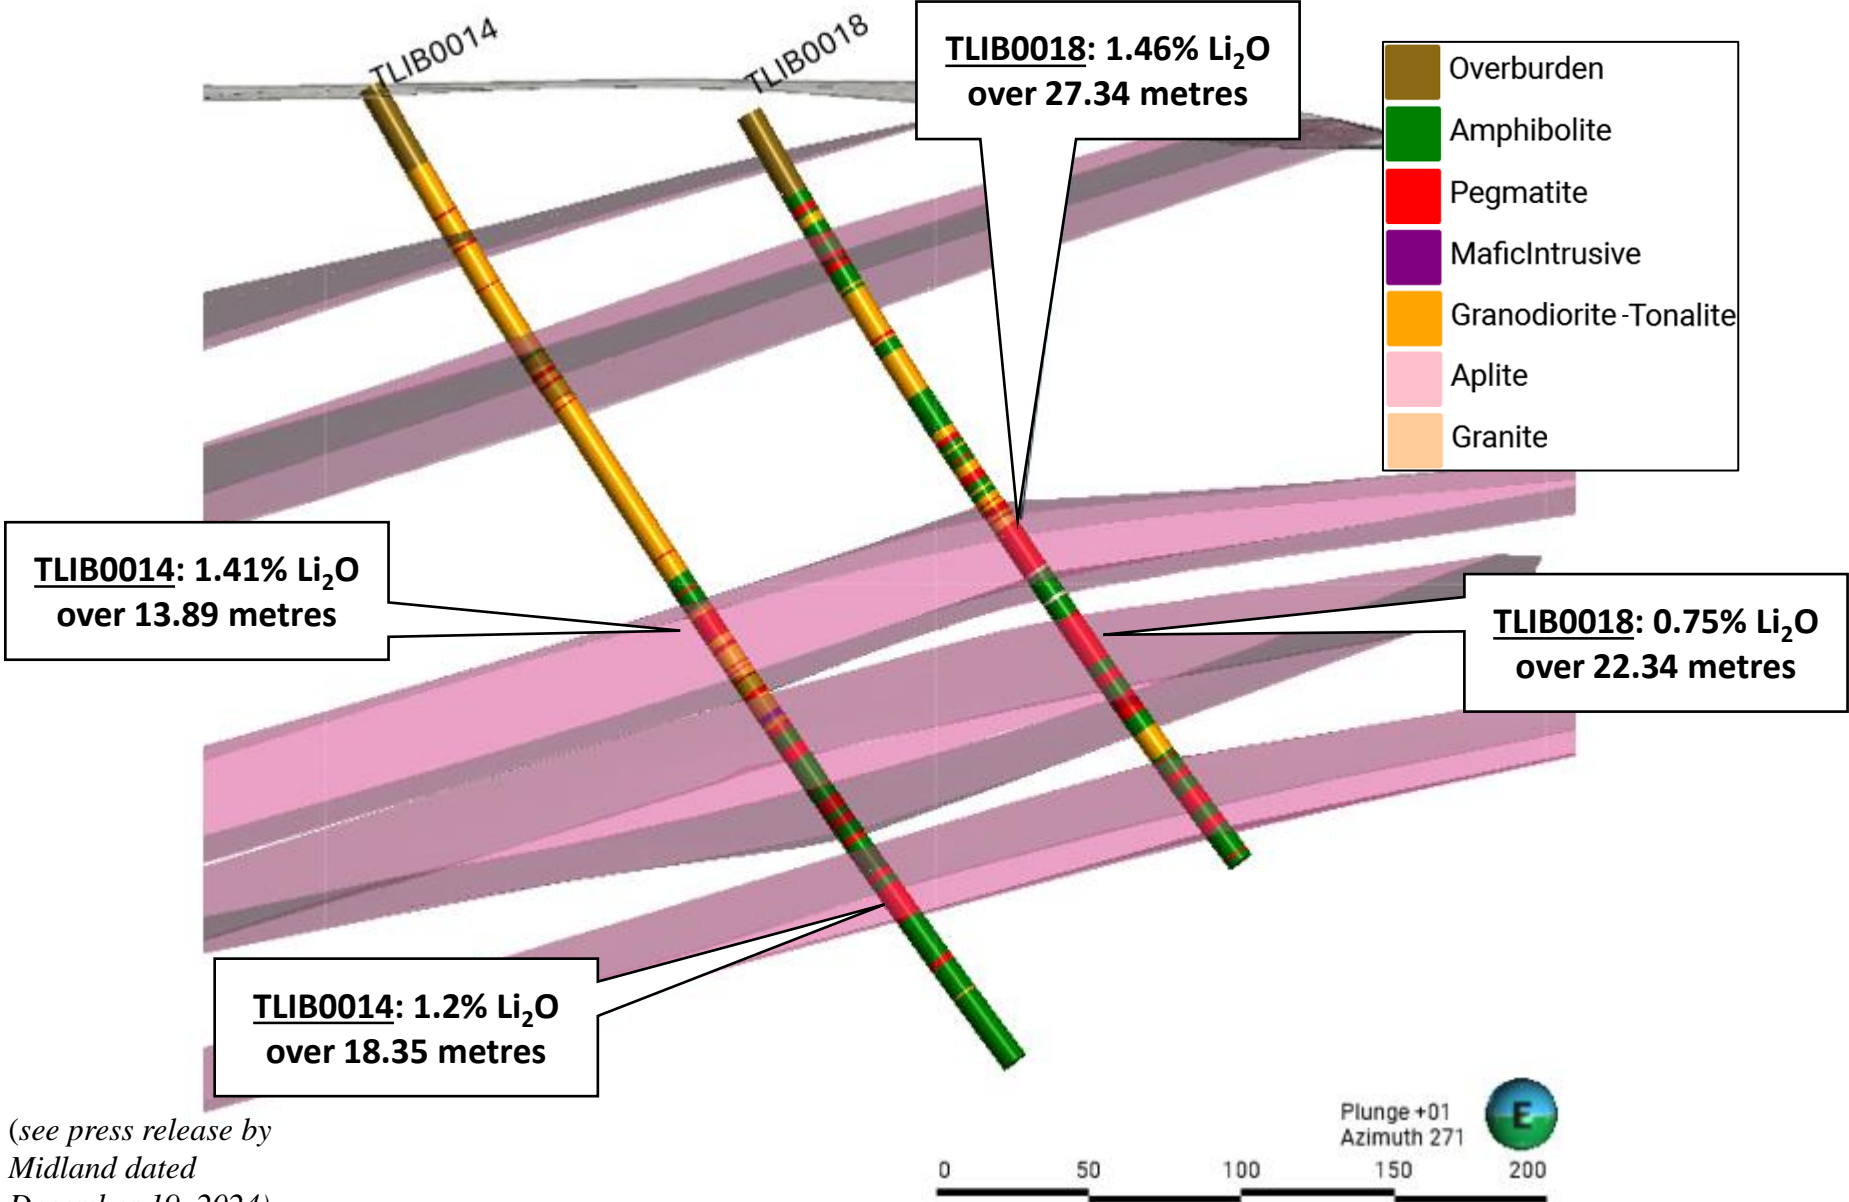 TLIB0014
TLIB0018
TLIB0018: 1.46% Li₂O
over 27.34 metres
Overburden
Amphibolite
Pegmatite
MaficIntrusive
Granodiorite-Tonalite
Aplite
Granite
TLIB0014: 1.41% Li₂O
over 13.89 metres
TLIB0018: 0.75% Li₂O
over 22.34 metres
TLIB0014: 1.2% Li₂O
over 18.35 metres
(see press release by
Midland dated
December 19, 2024)
Plunge +01
Azimuth 271
E
0 50 100 150 200